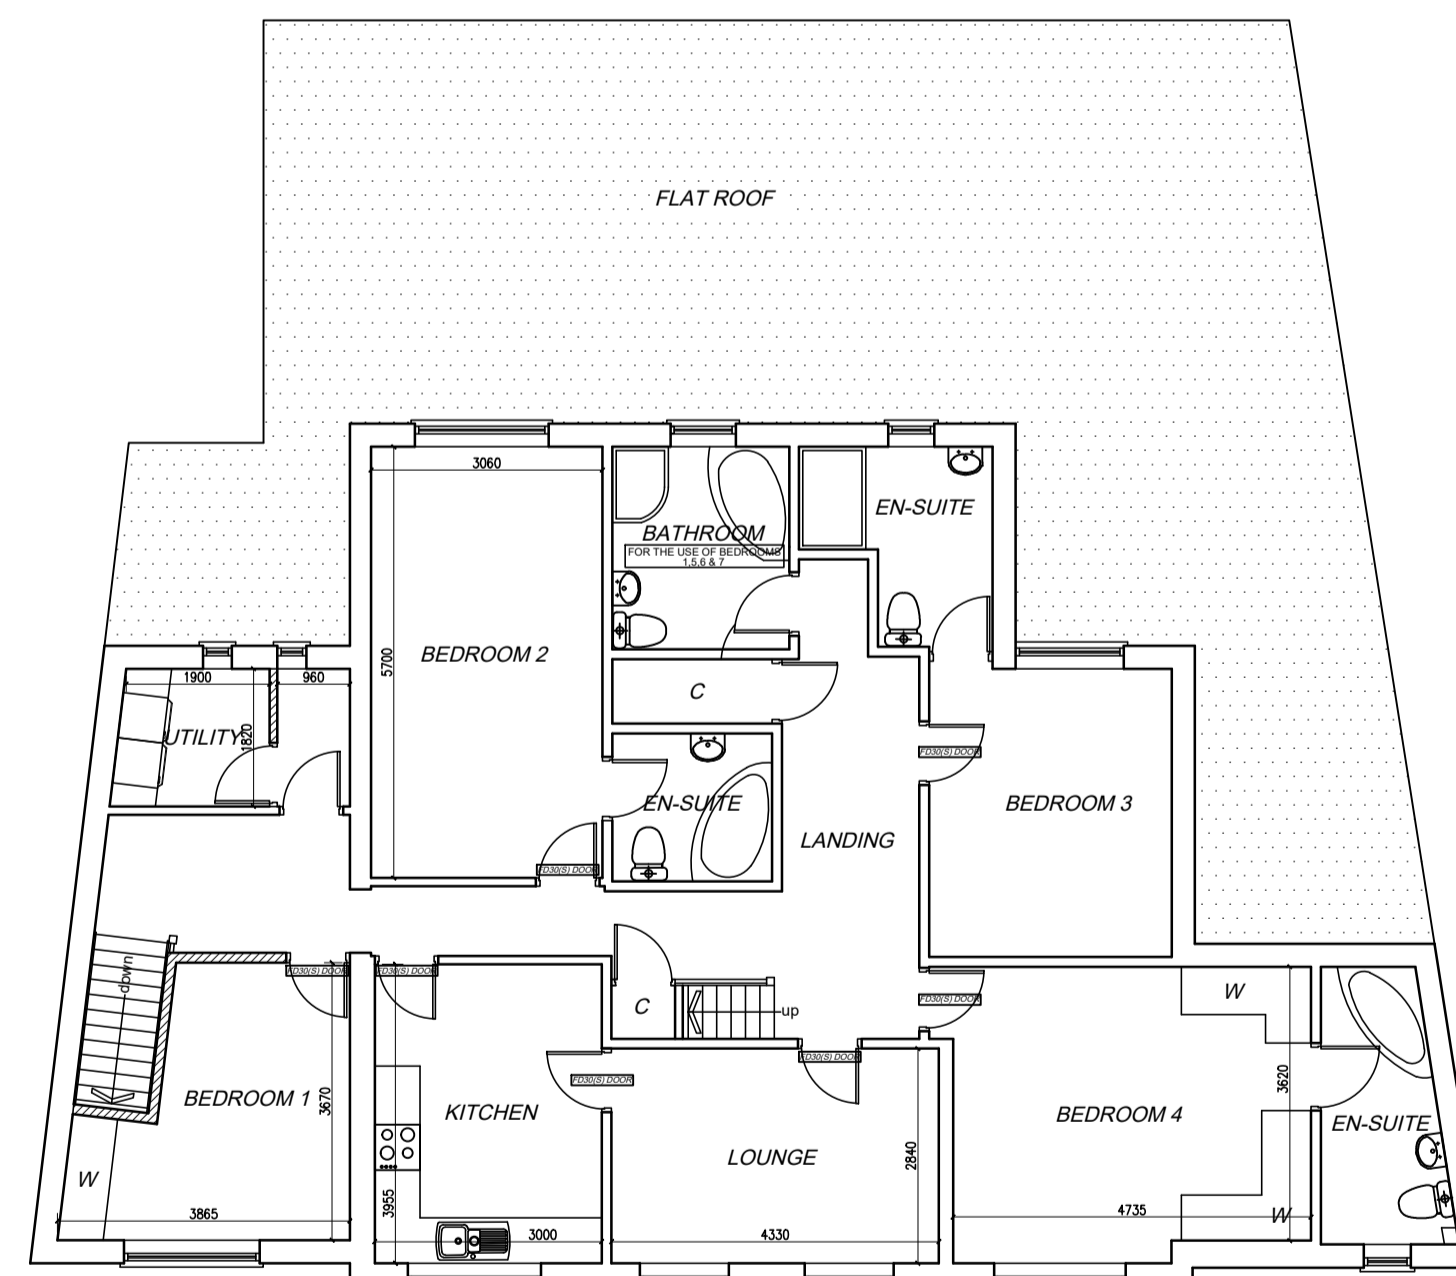 FLAT ROOF
3060
EN-SUITE
BATHROOM
FOR THE USE OF BEDROOMS
1,5,6 & 7
5700
BEDROOM 2
1900
960
C
UTILITY
1820
FD30(S) DOOR
EN-SUITE
BEDROOM 3
LANDING
FD30(S) DOOR
down
FD30(S) DOOR
FD30(S) DOOR
C
up
FD30(S) DOOR
W
FD30(S) DOOR
FD30(S) DOOR
BEDROOM 1
3670
KITCHEN
3620
BEDROOM 4
EN-SUITE
LOUNGE
2840
W
3955
3865
3000
4330
4735
W